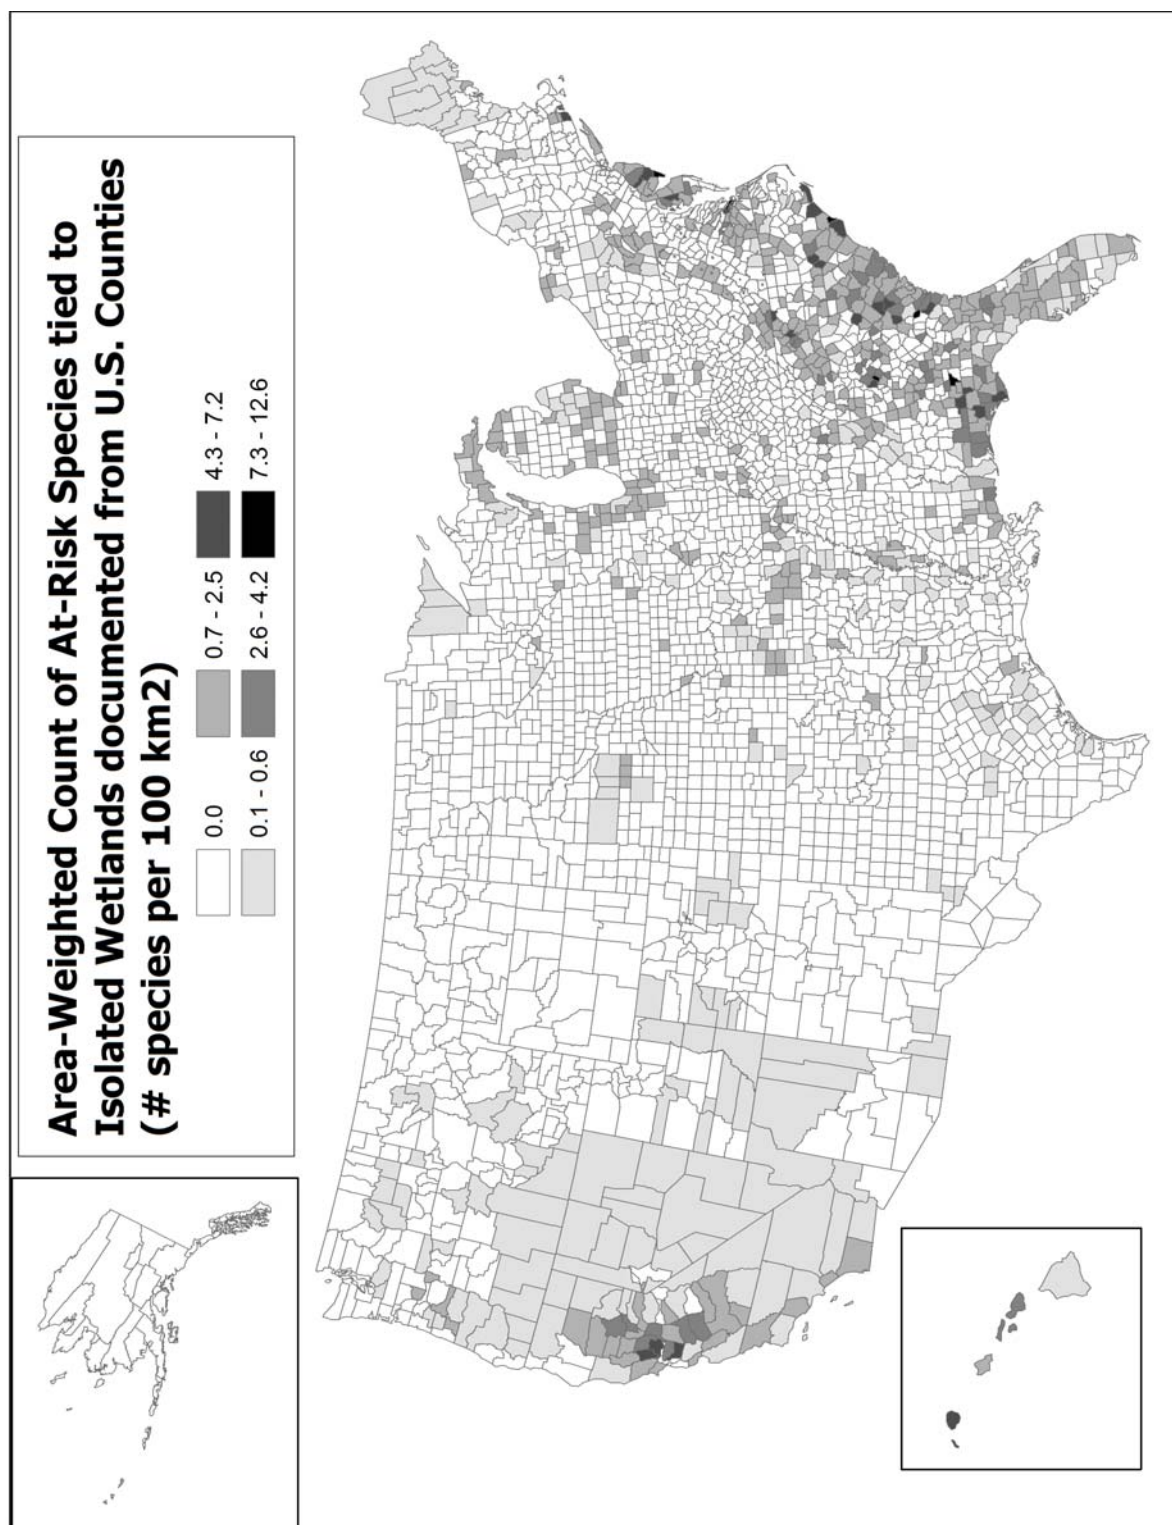 Area-Weighted Count of At-Risk Species tied to
Isolated Wetlands documented from U.S. Counties
(# species per 100 km2)
0.0
0.7 - 2.5
4.3 - 7.2
0.1 - 0.6
2.6 - 4.2
7.3 - 12.6